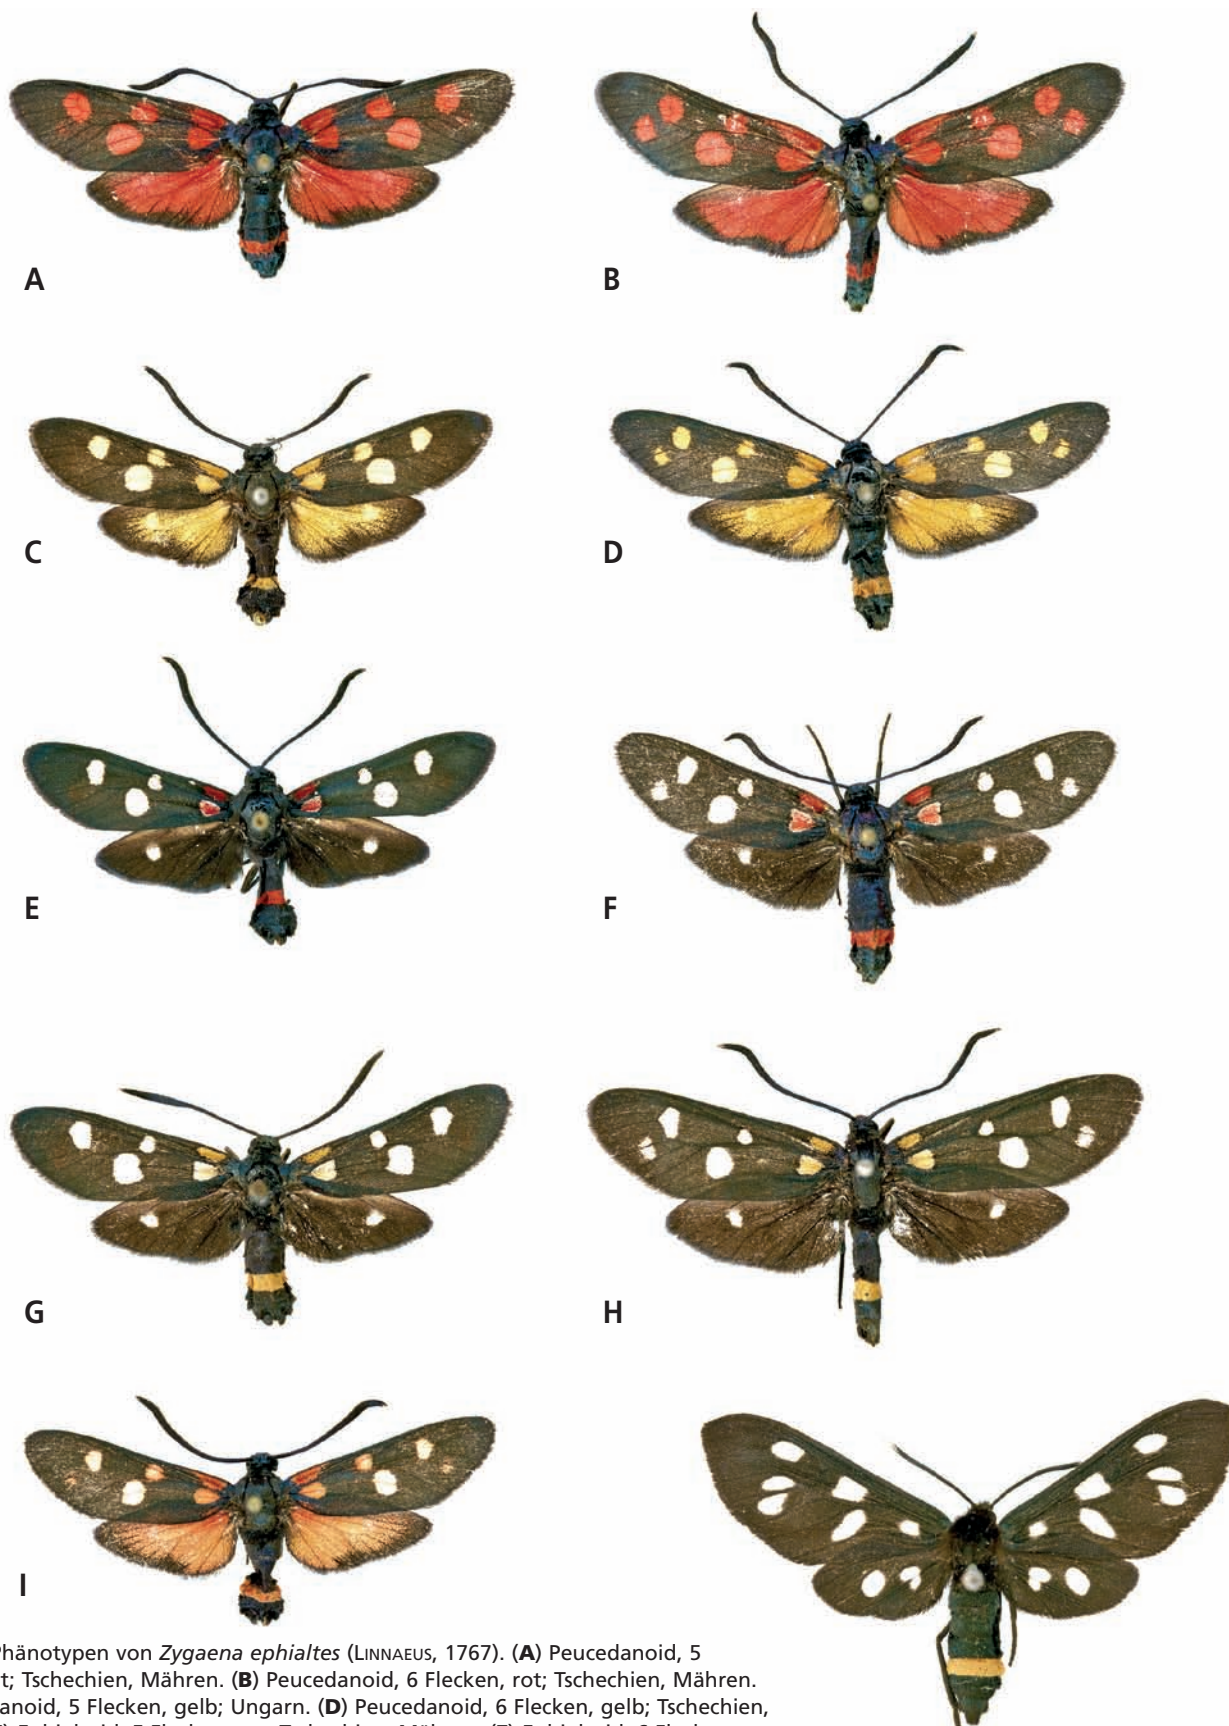 A
B
C
D
E
F
G
H
I
Phänotypen von Zygaena ephialtes (LINNAEUS, 1767). (A) Peucedanoid, 5
t; Tschechien, Mähren. (B) Peucedanoid, 6 Flecken, rot; Tschechien, Mähren.
anoid, 5 Flecken, gelb; Ungarn. (D) Peucedanoid, 6 Flecken, gelb; Tschechien,